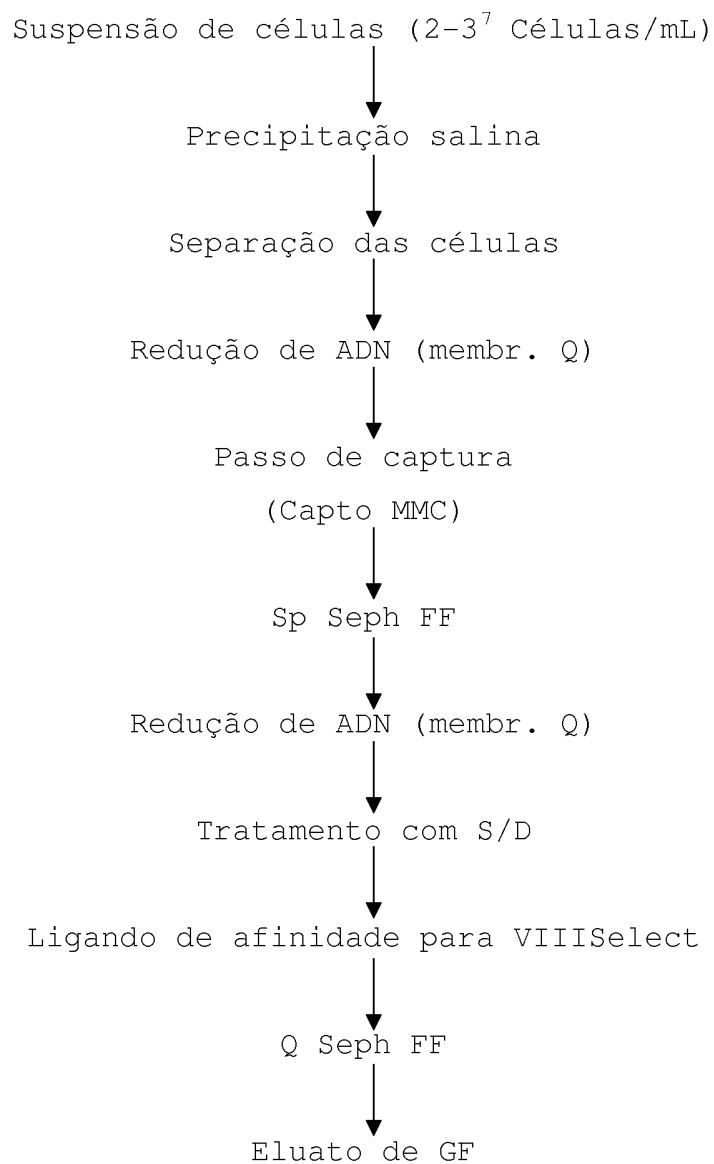 Suspensão de células (2-3⁷ Células/mL)
Precipitação salina
Separação das células
Redução de ADN (membr. Q)
Passo de captura
(Capto MMC)
Sp Seph FF
Redução de ADN (membr. Q)
Tratamento com S/D
Ligando de afinidade para VIIISelect
Q Seph FF
Eluato de GF